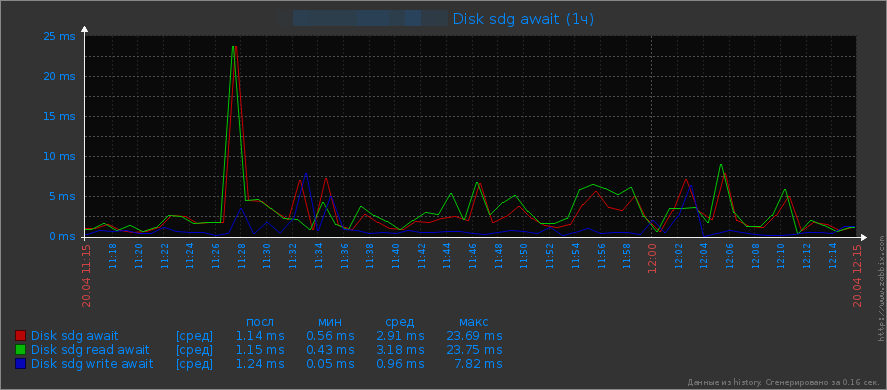 Disk sdg await (1ч)
25 ms
20 ms
15 ms
10 ms
5 ms
0 ms
20.04 11:15 11:18 11:20 11:22 11:24 11:26 11:28 11:30 11:32 11:34 11:36 11:38 11:40 11:42 11:44 11:46 11:48 11:50 11:52 11:54 11:56 11:58 12:00 12:02 12:04 12:06 12:08 12:10 12:12 12:14 20.04 12:15
посл мин сред макс
Disk sdg await [сред] 1.14 ms 0.56 ms 2.91 ms 23.69 ms
Disk sdg read await [сред] 1.15 ms 0.43 ms 3.18 ms 23.75 ms
Disk sdg write await [сред] 1.24 ms 0.05 ms 0.96 ms 7.82 ms
http://www.zabbix.com
Данные из history. Сгенерировано за 0.16 сек.